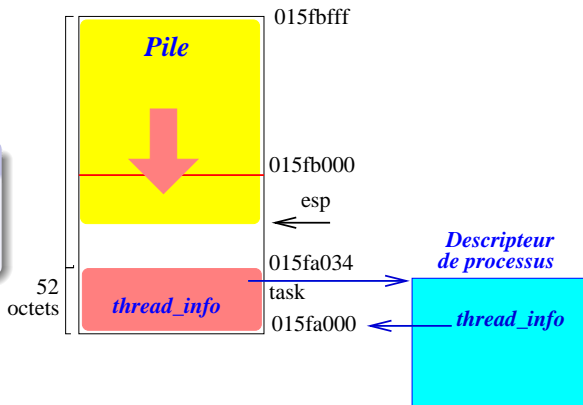 015fbfff
Pile
015fb000
esp
Descripteur
de processus
015fa034
task
52
octets
thread_info
015fa000
thread_info